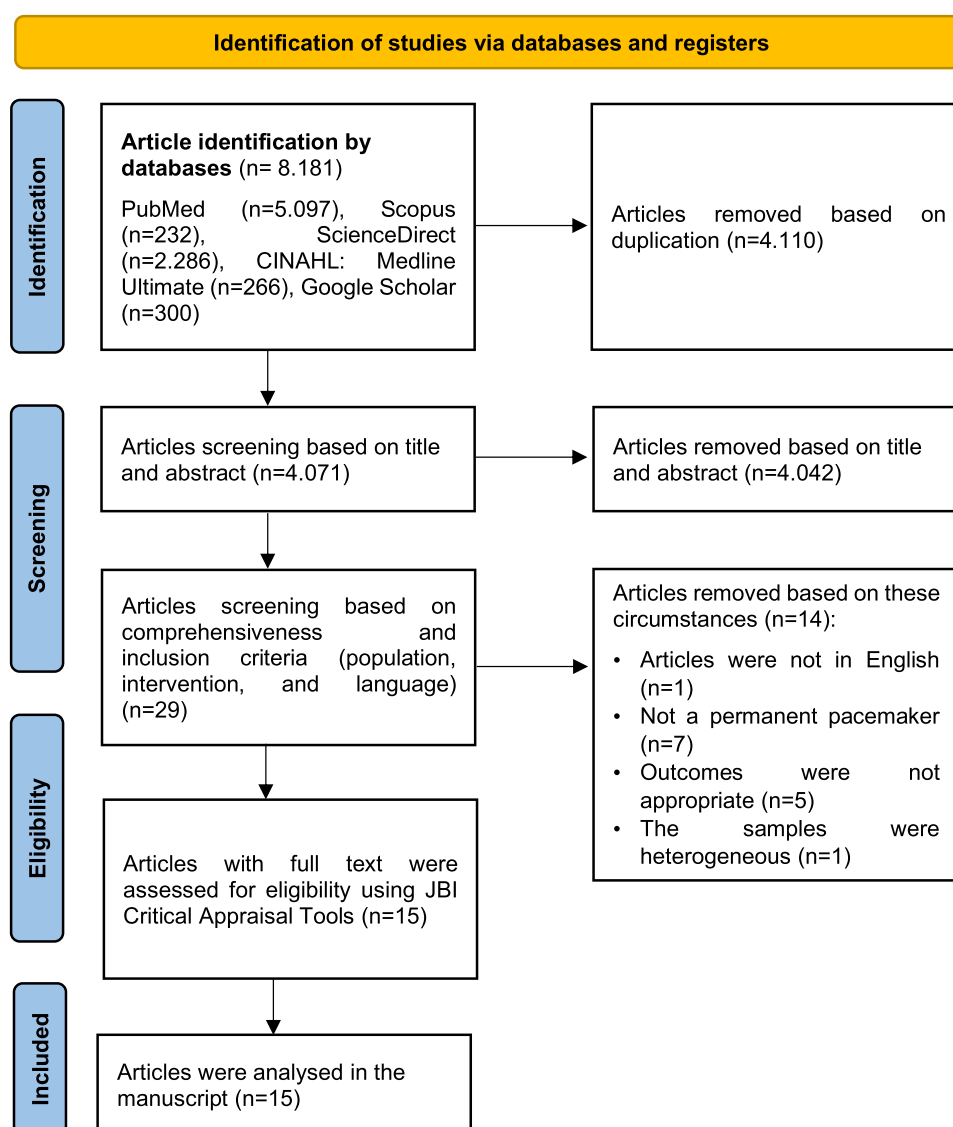 Identification of studies via databases and registers
Identification
Article identification by
databases (n= 8.181)
PubMed (n=5.097), Scopus
(n=232), ScienceDirect
(n=2.286), CINAHL: Medline
Ultimate (n=266), Google Scholar
(n=300)
Articles removed based on
duplication (n=4.110)
Screening
Articles screening based on title
and abstract (n=4.071)
Articles removed based on title
and abstract (n=4.042)
Articles screening based on
comprehensiveness and
inclusion criteria (population,
intervention, and language)
(n=29)
Articles removed based on these
circumstances (n=14):
• Articles were not in English
(n=1)
• Not a permanent pacemaker
(n=7)
• Outcomes were not
appropriate (n=5)
• The samples were
heterogeneous (n=1)
Eligibility
Articles with full text were
assessed for eligibility using JBI
Critical Appraisal Tools (n=15)
Included
Articles were analysed in the
manuscript (n=15)